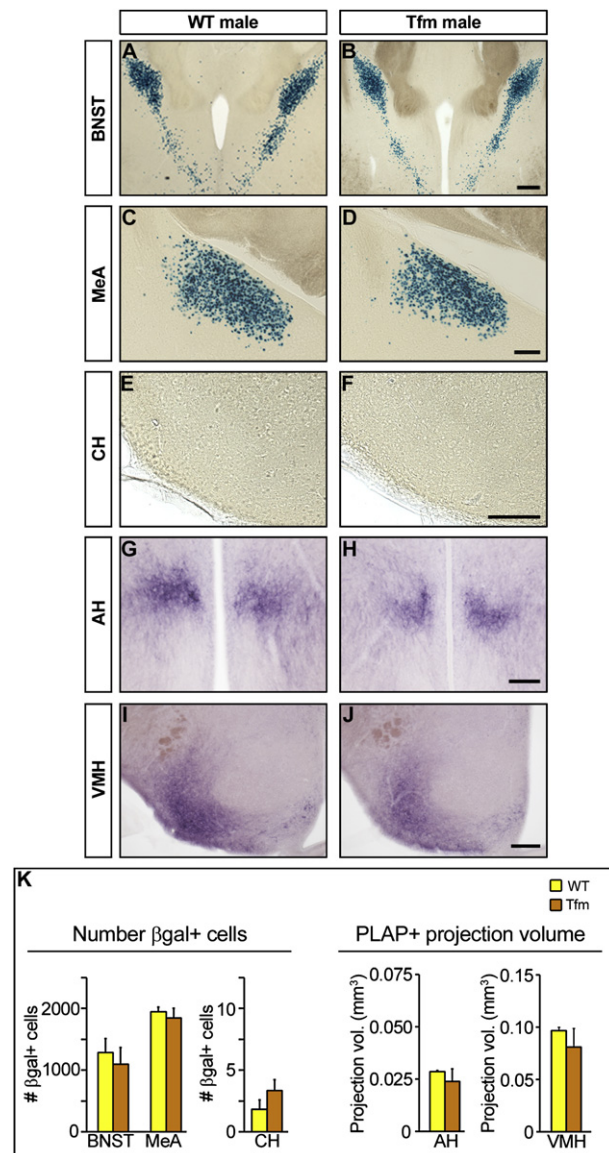 WT male
Tfm male
BNST
A
B
MeA
C
D
CH
E
F
AH
G
H
VMH
I
J
K
WT
Tfm
Number βgal+ cells
PLAP+ projection volume
# βgal+ cells
2000
1000
0
BNST
MeA
# βgal+ cells
10
5
0
CH
Projection vol. (mm³)
0.075
0.050
0.025
0
AH
Projection vol. (mm³)
0.15
0.10
0.05
0
VMH